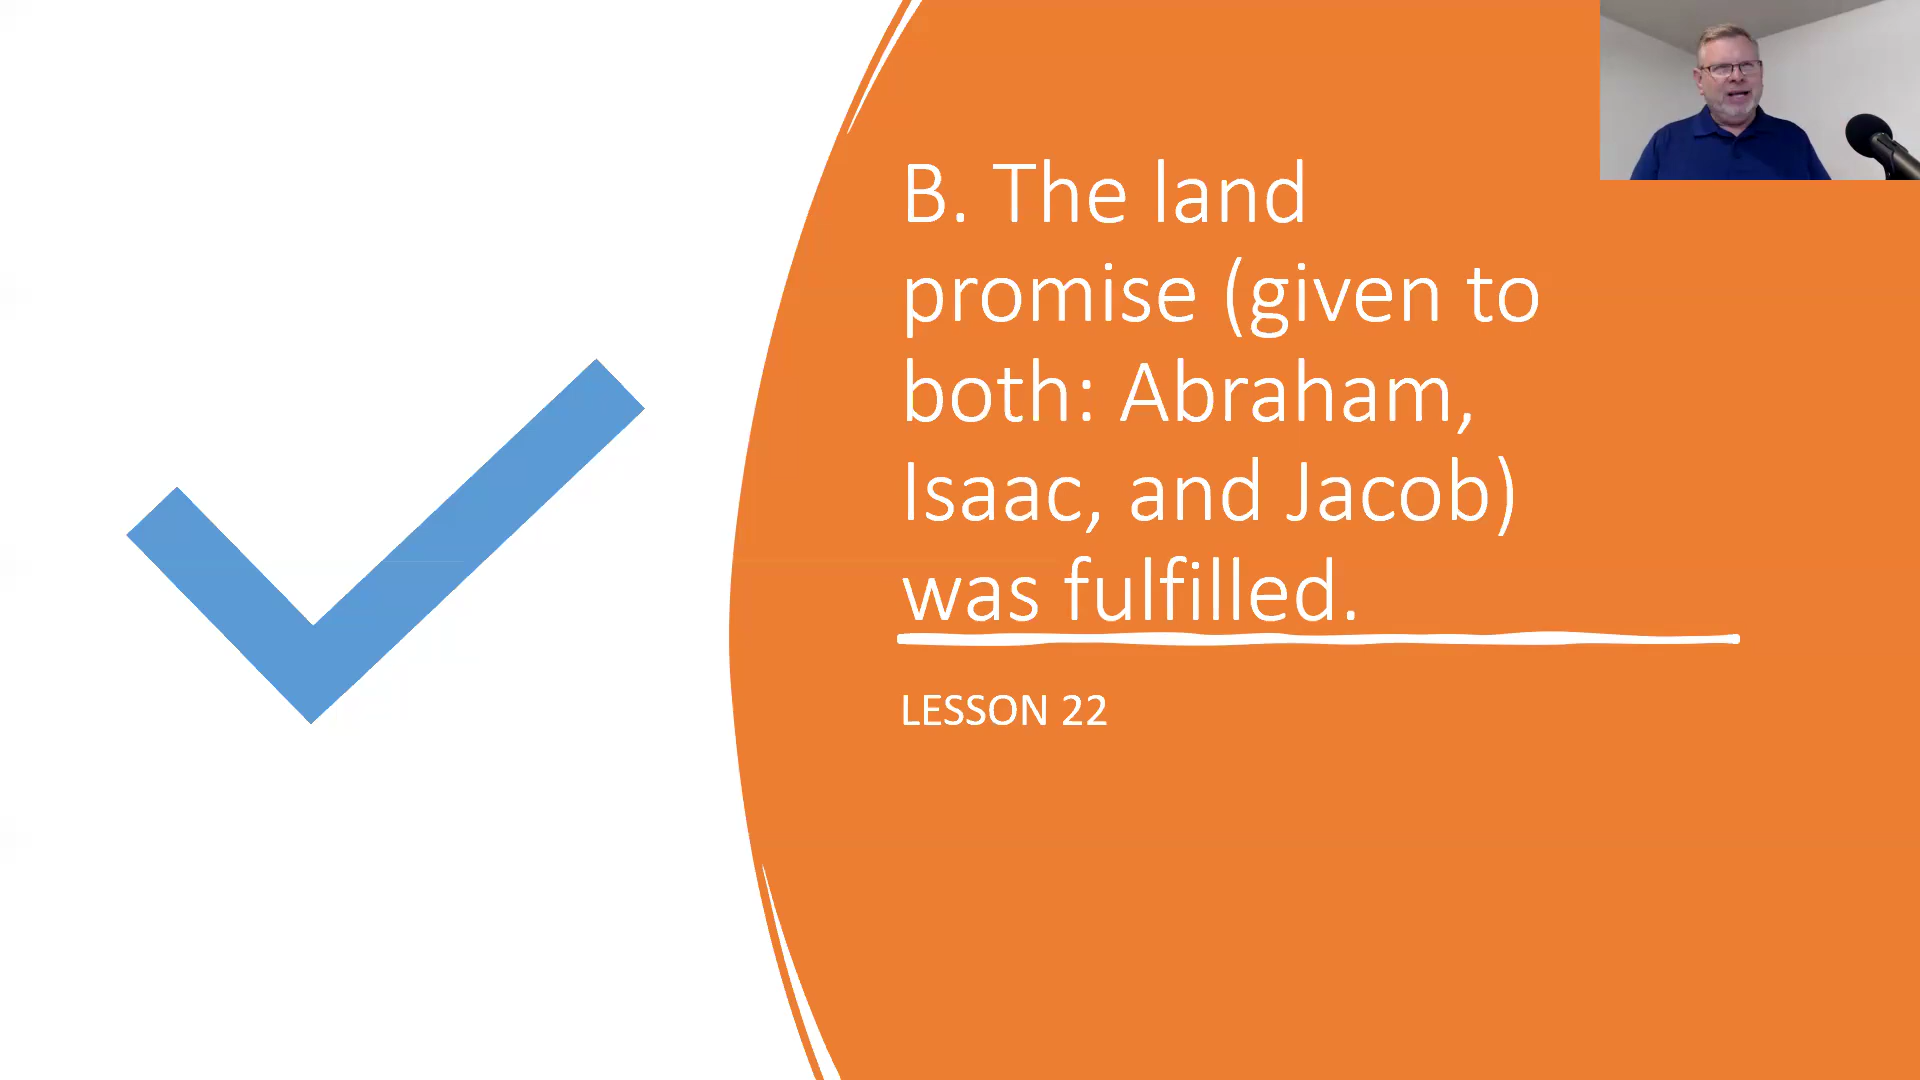 B. The land
promise (given to
both: Abraham,
Isaac, and Jacob)
was fulfilled.
LESSON 22